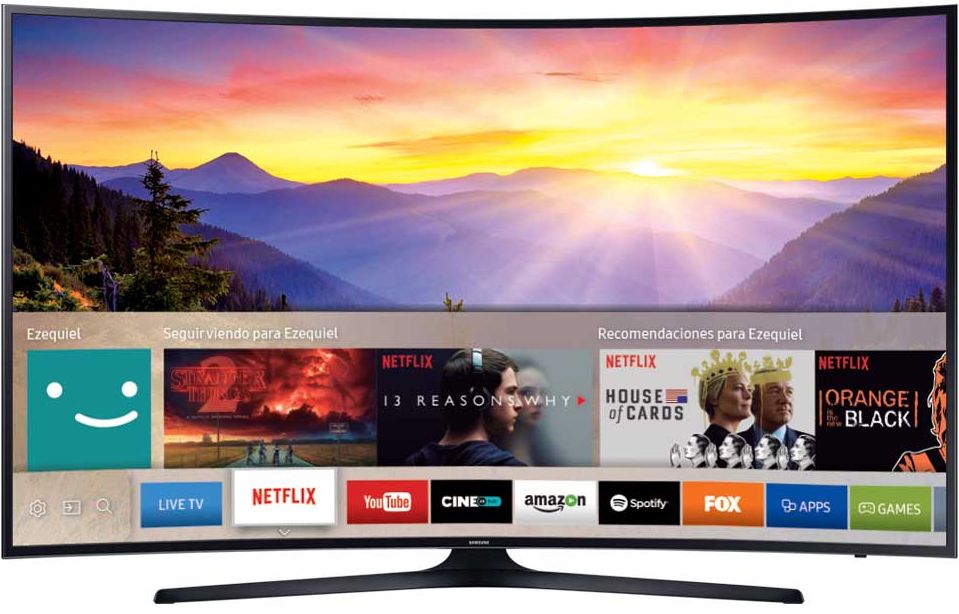 Ezequiel
Seguir viendo para Ezequiel
Recomendaciones para Ezequiel
STRANGER
THINGS
NETFLIX
13 REASONS WHY
NETFLIX
HOUSE
of CARDS
NETFLIX
ORANGE
is the new
BLACK
LIVE TV
NETFLIX
YouTube
CINE
amazon
Spotify
FOX
APPS
GAMES
SAMSUNG